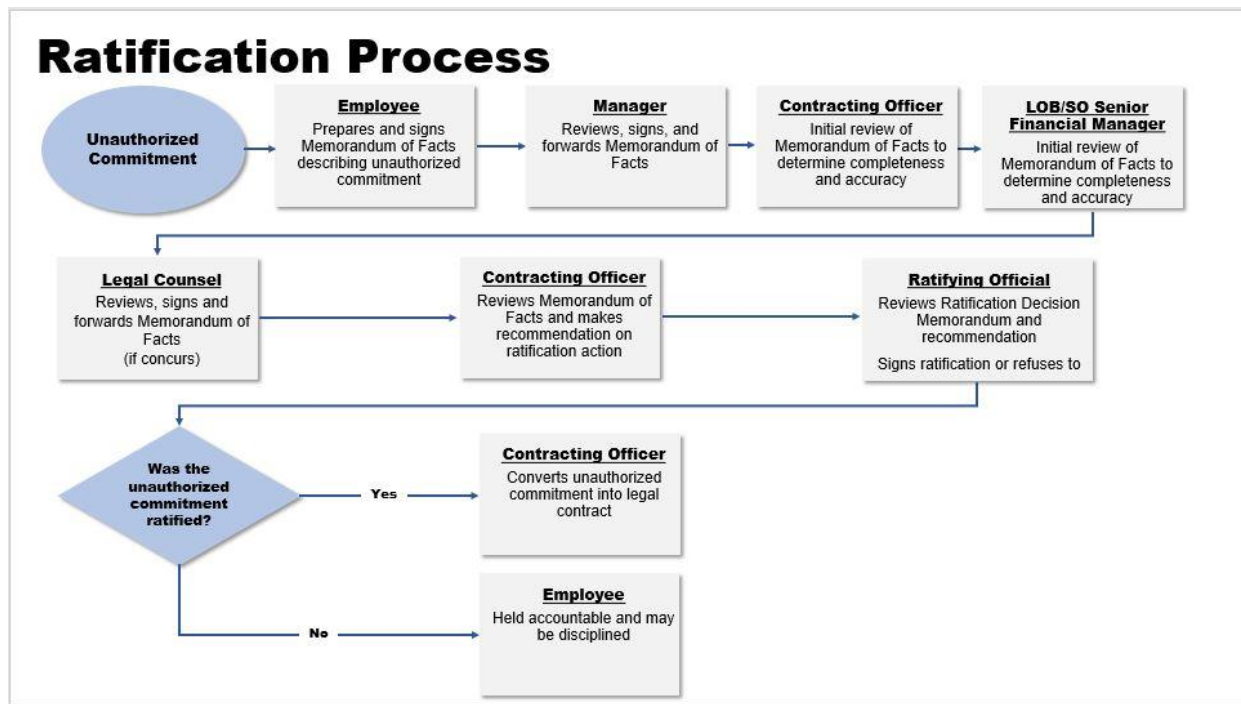 Ratification Process
Unauthorized
Commitment
Employee
Prepares and signs
Memorandum of Facts
describing unauthorized
commitment
Manager
Reviews, signs, and
forwards Memorandum of
Facts
Contracting Officer
Initial review of
Memorandum of Facts to
determine completeness
and accuracy
LOB/SO Senior
Financial Manager
Initial review of
Memorandum of Facts to
determine completeness
and accuracy
Legal Counsel
Reviews, signs and
forwards Memorandum of
Facts
(if concurs)
Contracting Officer
Reviews Memorandum of
Facts and makes
recommendation on
ratification action
Ratifying Official
Reviews Ratification Decision
Memorandum and
recommendation
Signs ratification or refuses to
Was the
unauthorized
commitment
ratified?
Yes
Contracting Officer
Converts unauthorized
commitment into legal
contract
No
Employee
Held accountable and may
be disciplined